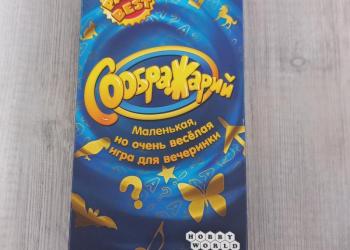 BEST
Соображарий
Маленькая,
но очень весёлая
игра для вечеринки
?
HOBBY
WORLD